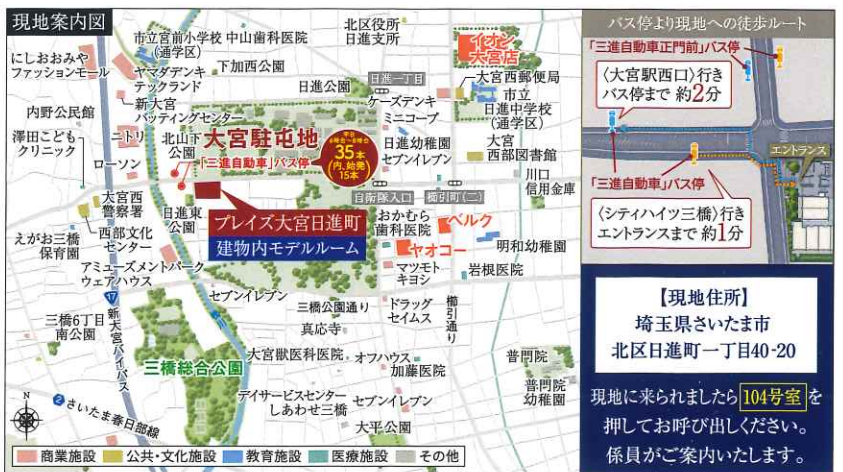 現地案内図
市立宮前小学校
(通学区)
中山歯科医院
北区役所
日進支所
イオン
大宮店
にしおおみや
ファッションモール
ヤマダデンキ
テックランド
下加西公園
日進公園
日進一丁目
大宮西郵便局
新大宮
バッティングセンター
ケーズデンキ
ミニコープ
市立
日進中学校
(通学区)
内野公民館
澤田こども
クリニック
ニトリ
北山下
公園
大宮駐屯地
平日
6時台〜8時台
35本
(内、始発)
15本
「三進自動車」バス停
日進幼稚園
セブンイレブン
大宮
西部図書館
ローソン
自衛隊入口
櫛引町(二)
川口
信用金庫
大宮西
警察署
日進東
公園
プレイズ大宮日進町
建物内モデルルーム
おかむら
歯科医院
ベルク
ヤオコー
明和幼稚園
西部文化
センター
えがお三橋
保育園
アミューズメントパーク
ウェアハウス
マツモト
キヨシ
岩根医院
17
新大宮バイパス
セブンイレブン
三橋公園通り
ドラッグ
セイムス
櫛引通り
三橋6丁目
南公園
真応寺
三橋総合公園
大宮獣医科医院
オフハウス
加藤医院
普門院
普門院
幼稚園
2
さいたま春日部線
デイサービスセンター
しあわせ三橋
セブンイレブン
大平公園
N
商業施設
公共・文化施設
教育施設
医療施設
その他
バス停より現地への徒歩ルート
「三進自動車正門前」バス停
〈大宮駅西口〉行き
バス停まで 約2分
エントランス
「三進自動車」バス停
〈シティハイツ三橋〉行き
エントランスまで 約1分
【現地住所】
埼玉県さいたま市
北区日進町一丁目40-20
現地に来られましたら104号室を
押してお呼び出しください。
係員がご案内いたします。